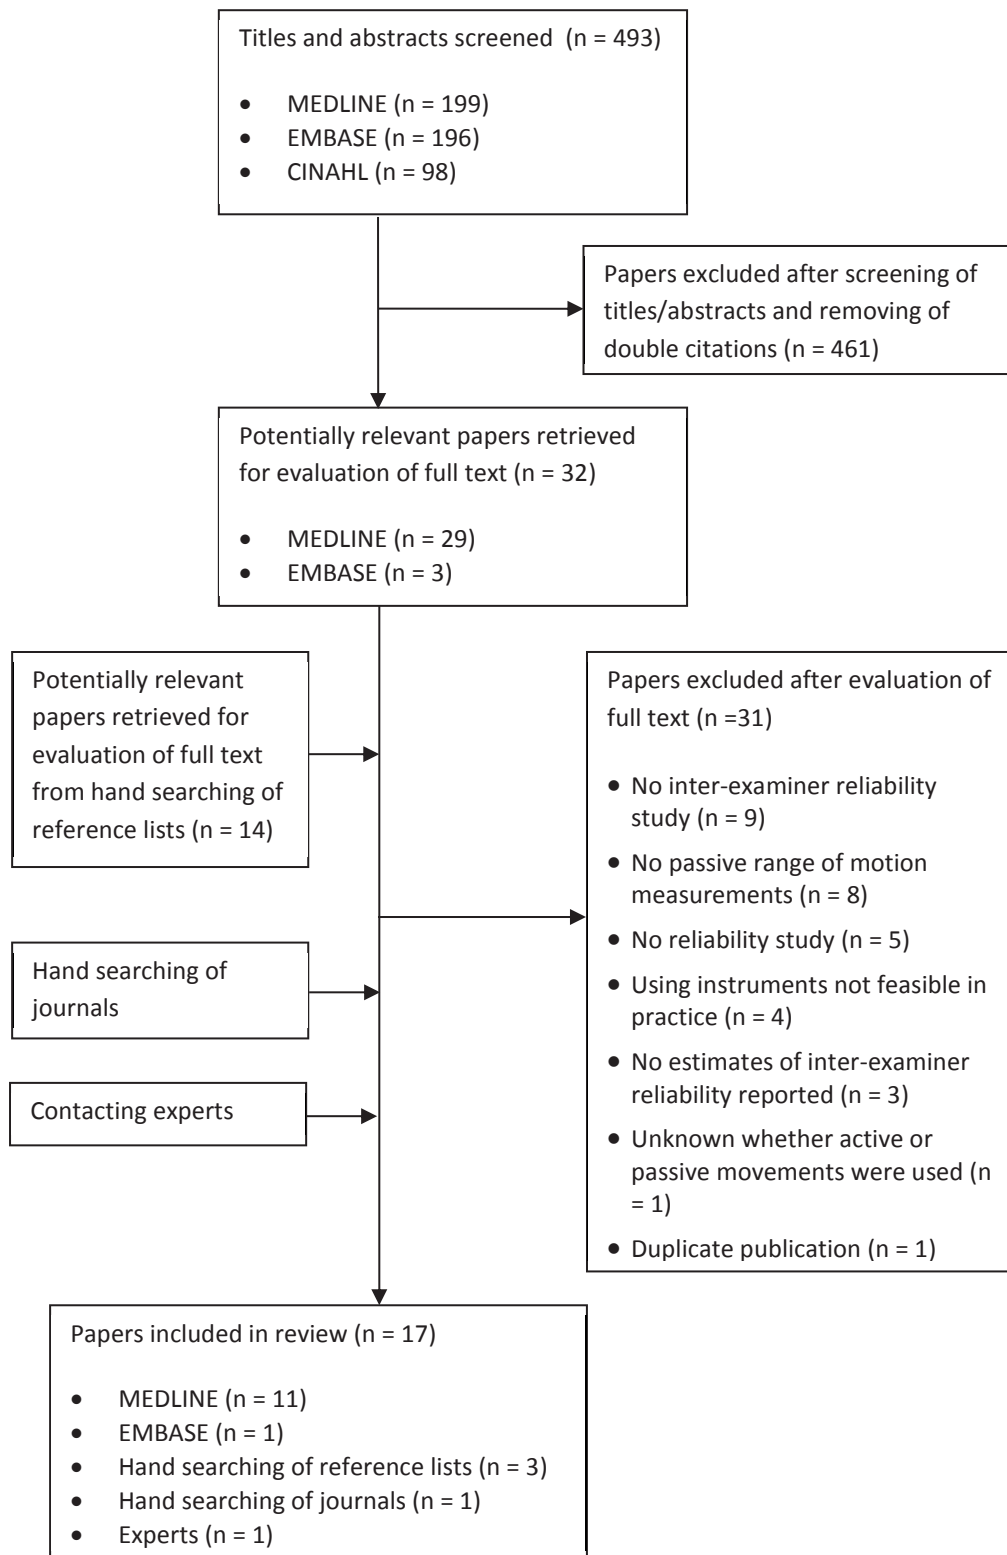 Titles and abstracts screened  (n = 493)
• MEDLINE (n = 199)
• EMBASE (n = 196)
• CINAHL (n = 98)
Papers excluded after screening of
titles/abstracts and removing of
double citations (n = 461)
Potentially relevant papers retrieved
for evaluation of full text (n = 32)
• MEDLINE (n = 29)
• EMBASE (n = 3)
Potentially relevant
papers retrieved for
evaluation of full text
from hand searching of
reference lists (n = 14)
Papers excluded after evaluation of
full text (n =31)
• No inter-examiner reliability
study (n = 9)
• No passive range of motion
measurements (n = 8)
• No reliability study (n = 5)
• Using instruments not feasible in
practice (n = 4)
• No estimates of inter-examiner
reliability reported (n = 3)
• Unknown whether active or
passive movements were used (n
= 1)
• Duplicate publication (n = 1)
Hand searching of
journals
Contacting experts
Papers included in review (n = 17)
• MEDLINE (n = 11)
• EMBASE (n = 1)
• Hand searching of reference lists (n = 3)
• Hand searching of journals (n = 1)
• Experts (n = 1)